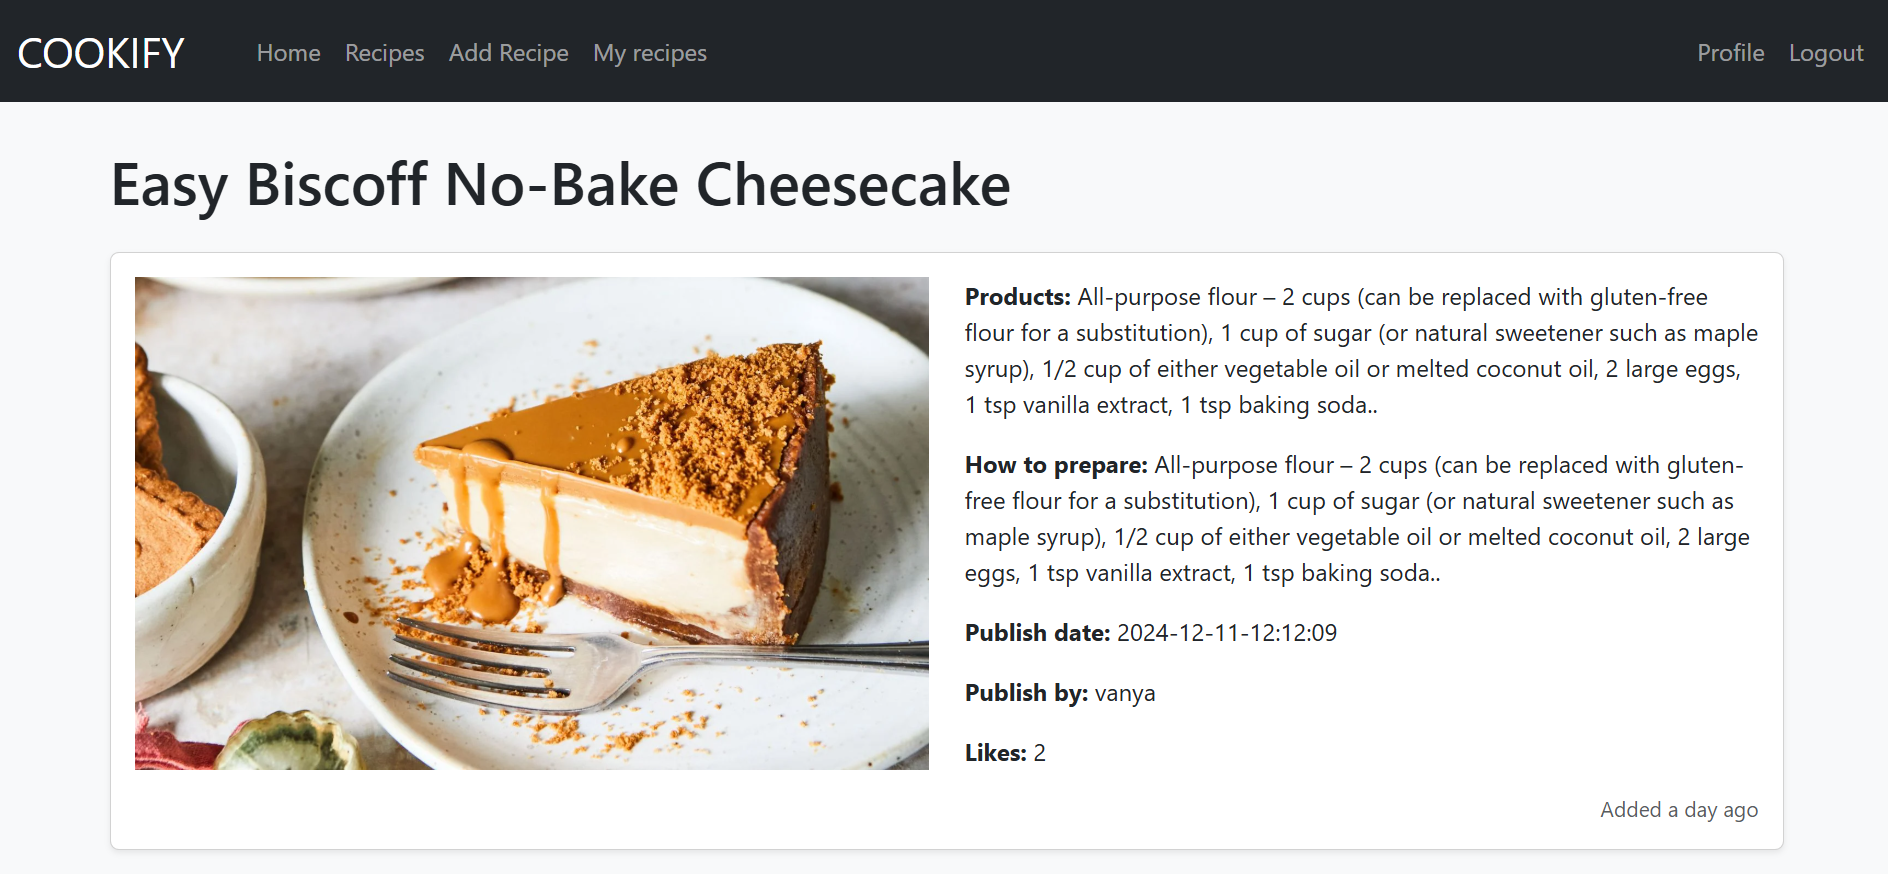 COOKIFY Home Recipes Add Recipe My recipes Profile Logout
Easy Biscoff No-Bake Cheesecake
Products: All-purpose flour – 2 cups (can be replaced with gluten-free
flour for a substitution), 1 cup of sugar (or natural sweetener such as maple
syrup), 1/2 cup of either vegetable oil or melted coconut oil, 2 large eggs,
1 tsp vanilla extract, 1 tsp baking soda..
How to prepare: All-purpose flour – 2 cups (can be replaced with gluten-
free flour for a substitution), 1 cup of sugar (or natural sweetener such as
maple syrup), 1/2 cup of either vegetable oil or melted coconut oil, 2 large
eggs, 1 tsp vanilla extract, 1 tsp baking soda..
Publish date: 2024-12-11-12:12:09
Publish by: vanya
Likes: 2
Added a day ago